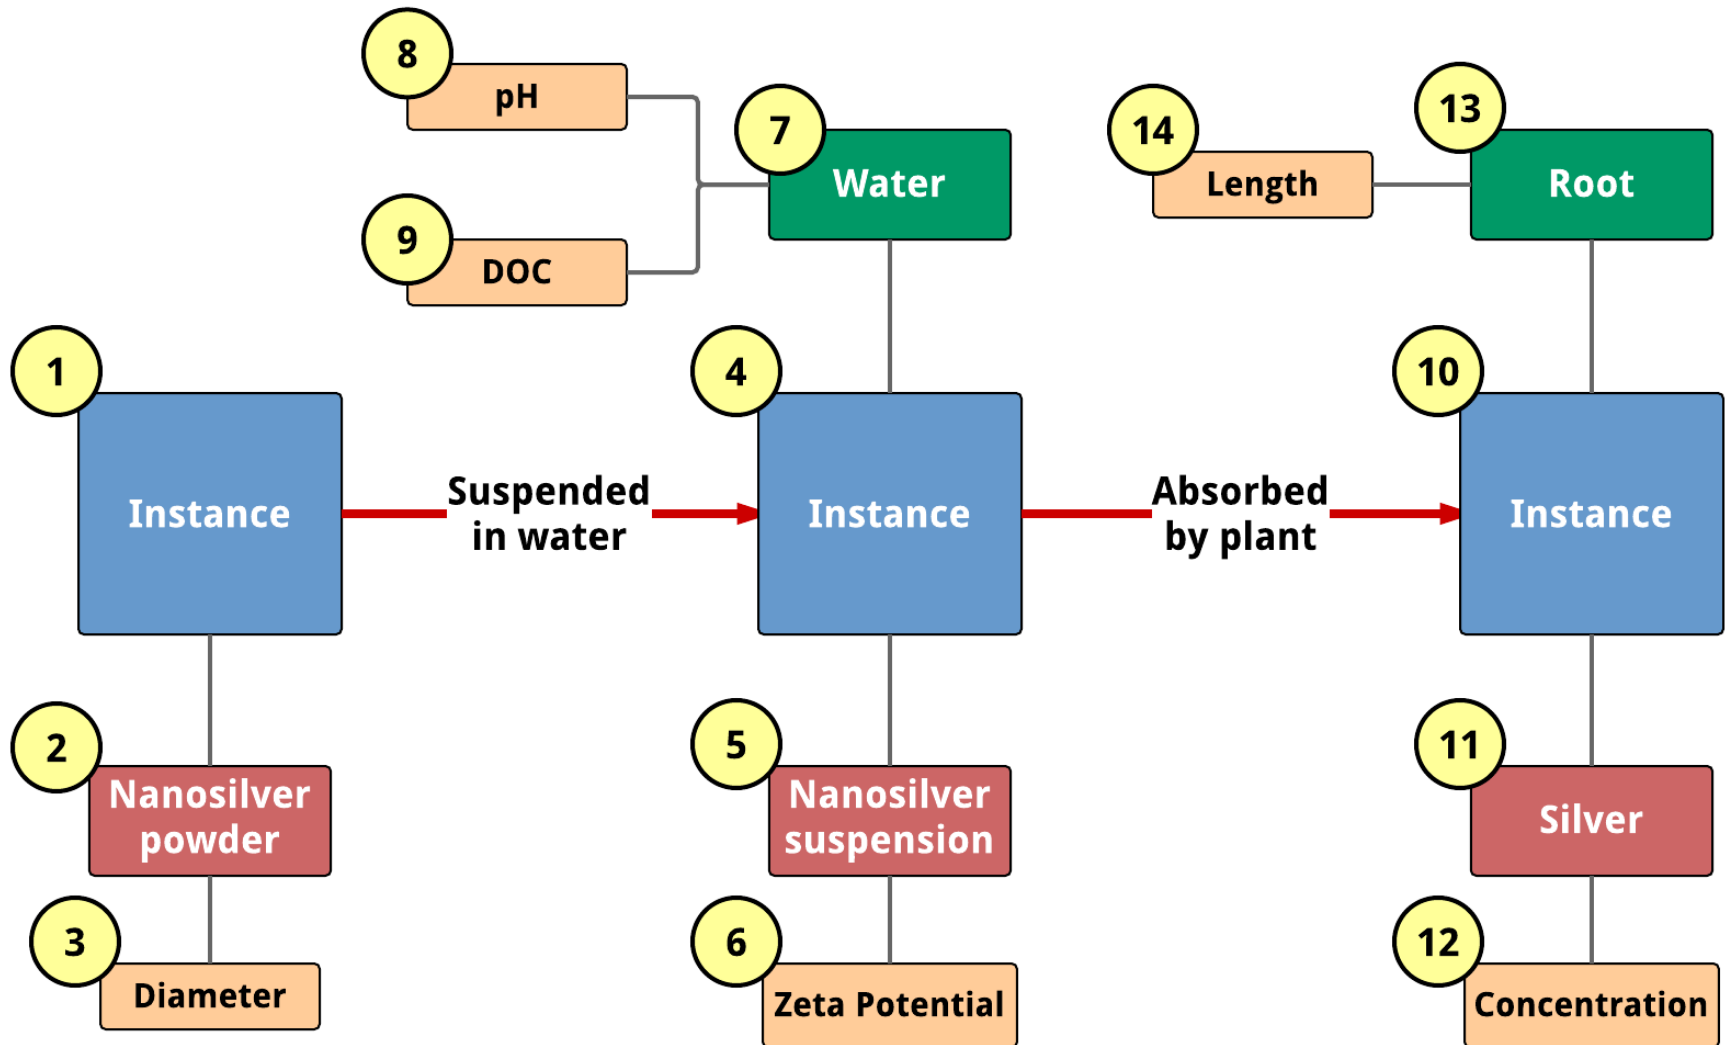 8
pH
7
Water
9
DOC
14
Length
13
Root
1
Instance
Suspended
in water
4
Instance
Absorbed
by plant
10
Instance
2
Nanosilver
powder
5
Nanosilver
suspension
11
Silver
3
Diameter
6
Zeta Potential
12
Concentration